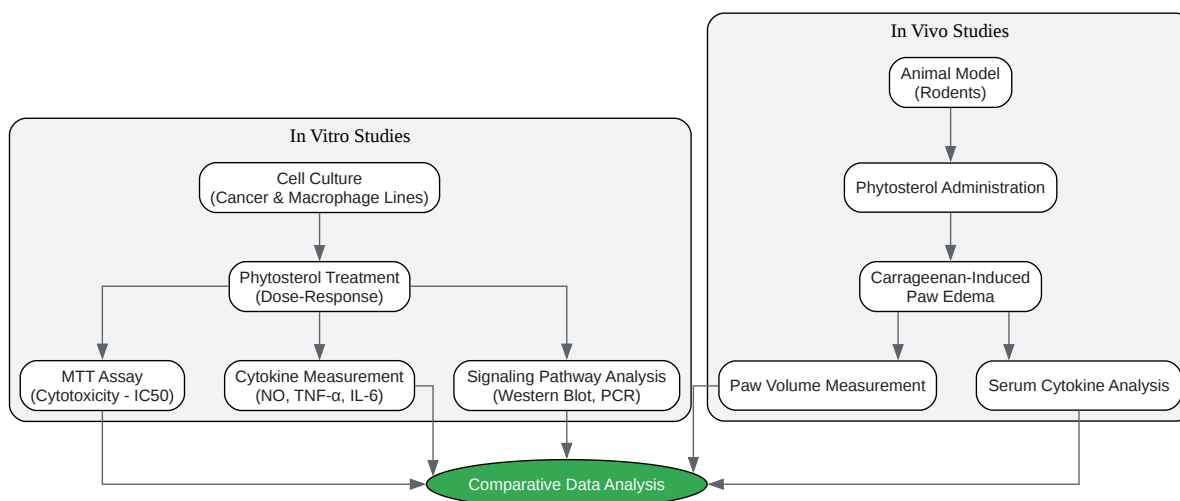 In Vitro Studies
Cell Culture
(Cancer & Macrophage Lines)
Phytosterol Treatment
(Dose-Response)
MTT Assay
(Cytotoxicity - IC50)
Cytokine Measurement
(NO, TNF-α, IL-6)
Signaling Pathway Analysis
(Western Blot, PCR)
In Vivo Studies
Animal Model
(Rodents)
Phytosterol Administration
Carrageenan-Induced
Paw Edema
Paw Volume Measurement
Serum Cytokine Analysis
Comparative Data Analysis